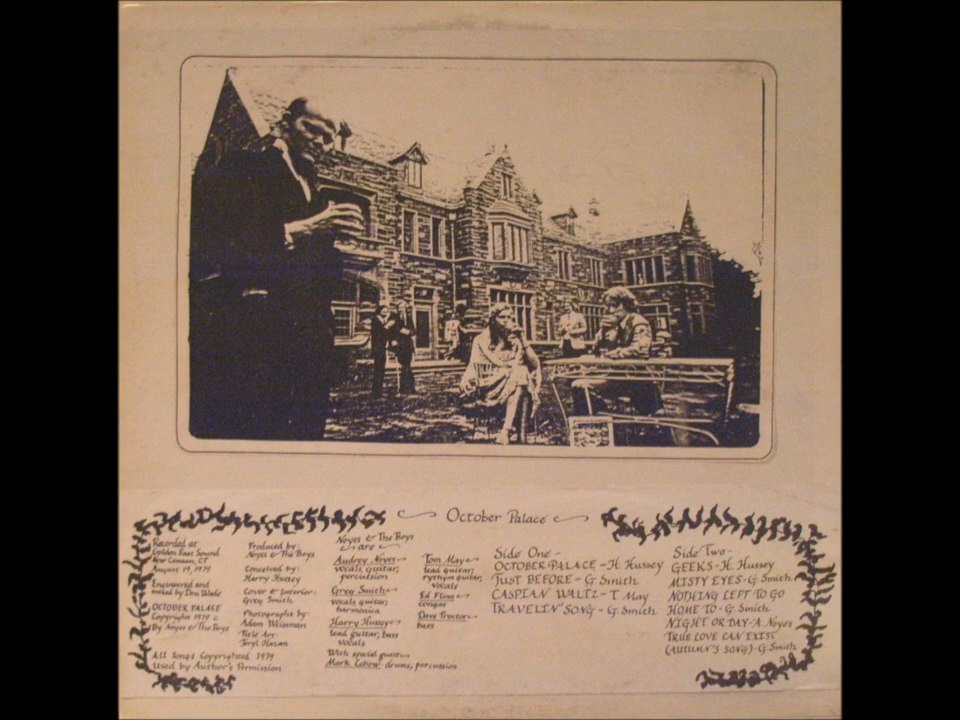 October Palace
Recorded at
Golden East Sound
New Canaan, CT
August 19, 1979
Engineered and
mixed by Don Wade
OCTOBER PALACE
Copyright 1979 ©
By Noyes & The Boys
All Songs Copyrighted 1979
Used by Author's Permission
Produced by:
Noyes & The Boys
Conceived by:
Harry Hussey
Cover & Interior:
Greg Smith
Photographs by:
Adam Weisman
Title Art:
Teryl
Noyes & The Boys
are
Audrey Noyes
vocals, guitar,
percussion
Greg Smith
vocals, guitar,
harmonica
Harry Hussey
lead guitar, bass
vocals
With special guest
Mark drums, percussion
Tom May
lead guitar,
rythym guitar,
vocals
Ed Fling
congas
Dave Proctor
bass
Side One -
OCTOBER PALACE - H. Hussey
JUST BEFORE - G. Smith
CASPIAN WALTZ - T. May
TRAVELIN' SONG - G. Smith
Side Two -
GEEKS - H. Hussey
MISTY EYES - G. Smith
NOTHING LEFT TO GO
HOME TO - G. Smith
NIGHT OR DAY - A. Noyes
TRUE LOVE CAN EXIST
(AUTUMN'S SONG) - G. Smith